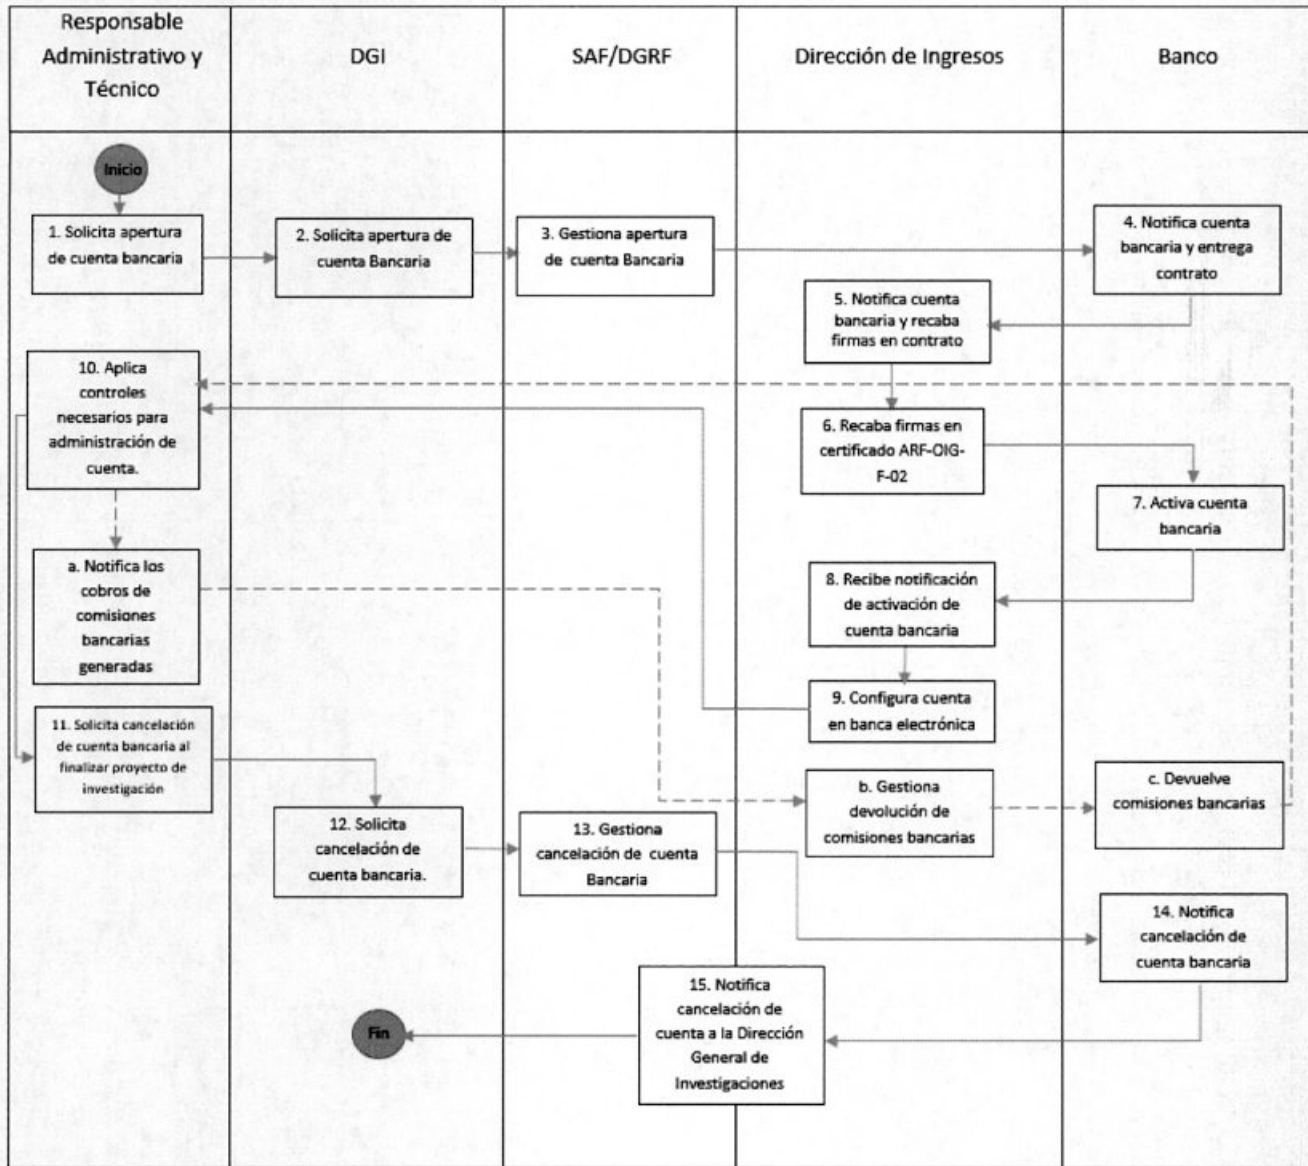 Responsable
Administrativo y
Técnico
DGI
SAF/DGRF
Dirección de Ingresos
Banco
Inicio
1. Solicita apertura
de cuenta bancaria
2. Solicita apertura de
cuenta Bancaria
3. Gestiona apertura
de cuenta Bancaria
4. Notifica cuenta
bancaria y entrega
contrato
5. Notifica cuenta
bancaria y recaba
firmas en contrato
10. Aplica
controles
necesarios para
administración de
cuenta.
6. Recaba firmas en
certificado ARF-OIG-
F-02
7. Activa cuenta
bancaria
a. Notifica los
cobros de
comisiones
bancarias
generadas
8. Recibe notificación
de activación de
cuenta bancaria
9. Configura cuenta
en banca electrónica
11. Solicita cancelación
de cuenta bancaria al
finalizar proyecto de
investigación
b. Gestiona
devolución de
comisiones bancarias
c. Devuelve
comisiones bancarias
12. Solicita
cancelación de
cuenta bancaria.
13. Gestiona
cancelación de cuenta
Bancaria
14. Notifica
cancelación de
cuenta bancaria
15. Notifica
cancelación de
cuenta a la Dirección
General de
Investigaciones
Fin